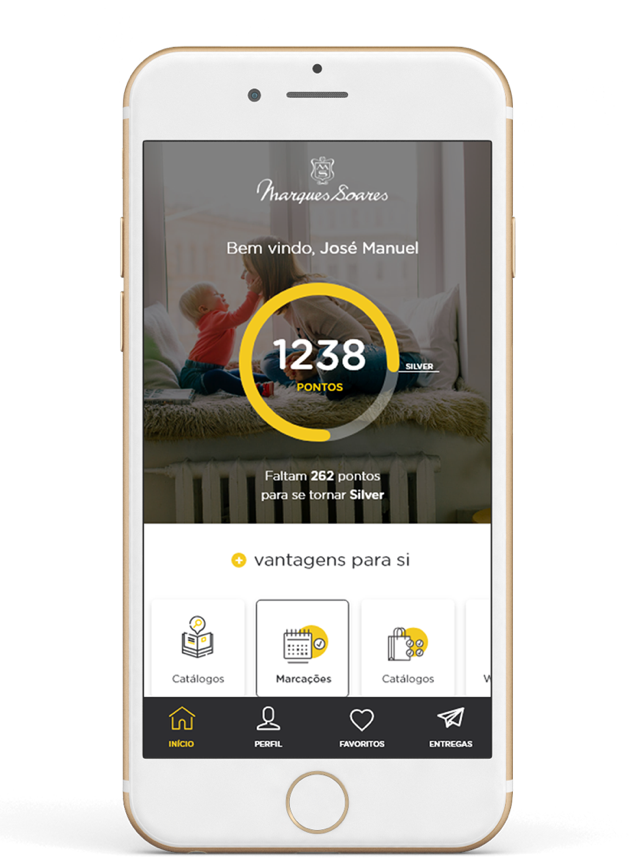 Marques Soares
Bem vindo, José Manuel
1238
PONTOS
SILVER
Faltam 262 pontos
para se tornar Silver
+ vantagens para si
Catálogos
Marcações
Catálogos
INÍCIO
PERFIL
FAVORITOS
ENTREGAS